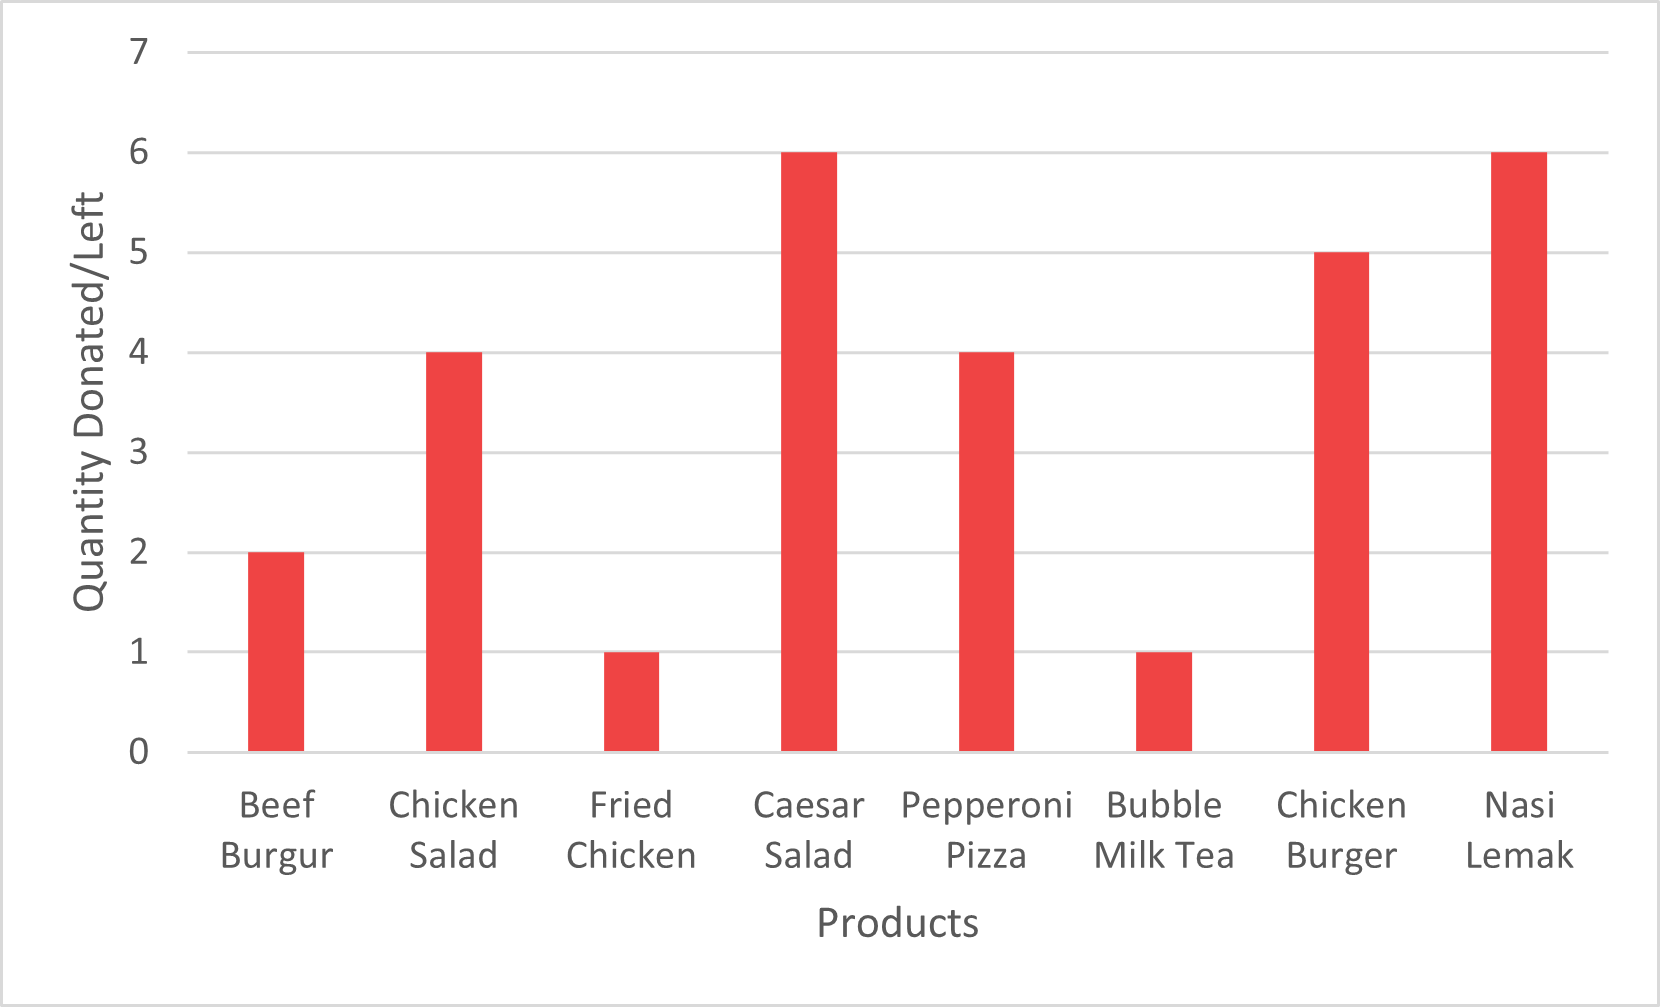 7
6
5
4
3
2
1
0
Quantity Donated/Left
Beef
Burgur
Chicken
Salad
Fried
Chicken
Caesar
Salad
Pepperoni
Pizza
Bubble
Milk Tea
Chicken
Burger
Nasi
Lemak
Products